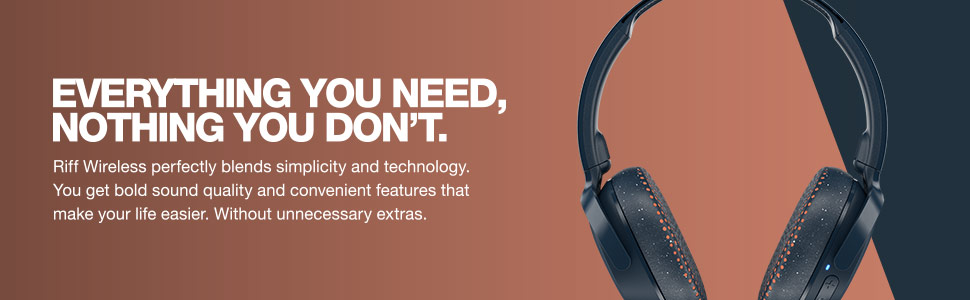 EVERYTHING YOU NEED,
NOTHING YOU DON'T.
Riff Wireless perfectly blends simplicity and technology.
You get bold sound quality and convenient features that
make your life easier. Without unnecessary extras.